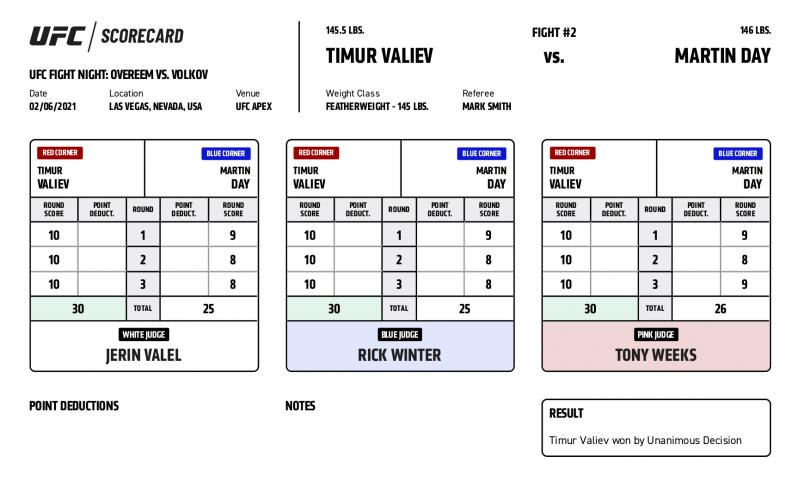 UFC / SCORECARD
UFC FIGHT NIGHT: OVEREEM VS. VOLKOV
Date Location Venue
02/06/2021 LAS VEGAS, NEVADA, USA UFC APEX
145.5 LBS. FIGHT #2 146 LBS.
TIMUR VALIEV vs. MARTIN DAY
Weight Class Referee
FEATHERWEIGHT - 145 LBS. MARK SMITH
RED CORNER BLUE CORNER
TIMUR MARTIN
VALIEV DAY
ROUND POINT ROUND POINT ROUND
SCORE DEDUCT. DEDUCT. SCORE
10 1 9
10 2 8
10 3 8
30 TOTAL 25
WHITE JUDGE
JERIN VALEL
RED CORNER BLUE CORNER
TIMUR MARTIN
VALIEV DAY
ROUND POINT ROUND POINT ROUND
SCORE DEDUCT. DEDUCT. SCORE
10 1 9
10 2 8
10 3 8
30 TOTAL 25
BLUE JUDGE
RICK WINTER
RED CORNER BLUE CORNER
TIMUR MARTIN
VALIEV DAY
ROUND POINT ROUND POINT ROUND
SCORE DEDUCT. DEDUCT. SCORE
10 1 9
10 2 8
10 3 9
30 TOTAL 26
PINK JUDGE
TONY WEEKS
POINT DEDUCTIONS
NOTES
RESULT
Timur Valiev won by Unanimous Decision